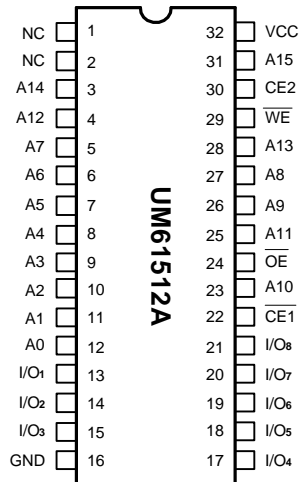 NC 1 32 VCC
NC 2 31 A15
A14 3 30 CE2
A12 4 29 W̅E̅
A7 5 28 A13
A6 6 27 A8
A5 7 26 A9
A4 8 25 A11
A3 9 24 O̅E̅
A2 10 23 A10
A1 11 22 C̅E̅1̅
A0 12 21 I/O₈
I/O₁ 13 20 I/O₇
I/O₂ 14 19 I/O₆
I/O₃ 15 18 I/O₅
GND 16 17 I/O₄
UM61512A